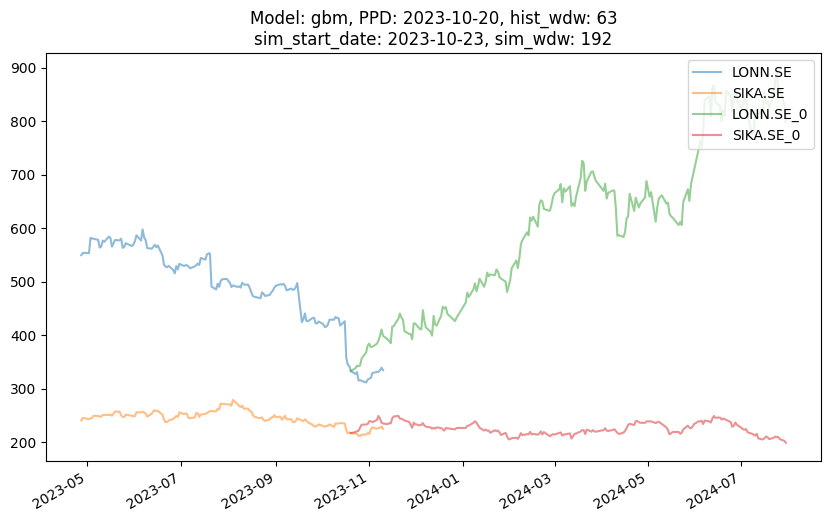 Model: gbm, PPD: 2023-10-20, hist_wdw: 63
sim_start_date: 2023-10-23, sim_wdw: 192
900
800
700
600
500
400
300
200
LONN.SE
SIKA.SE
LONN.SE_0
SIKA.SE_0
2023-05
2023-07
2023-09
2023-11
2024-01
2024-03
2024-05
2024-07